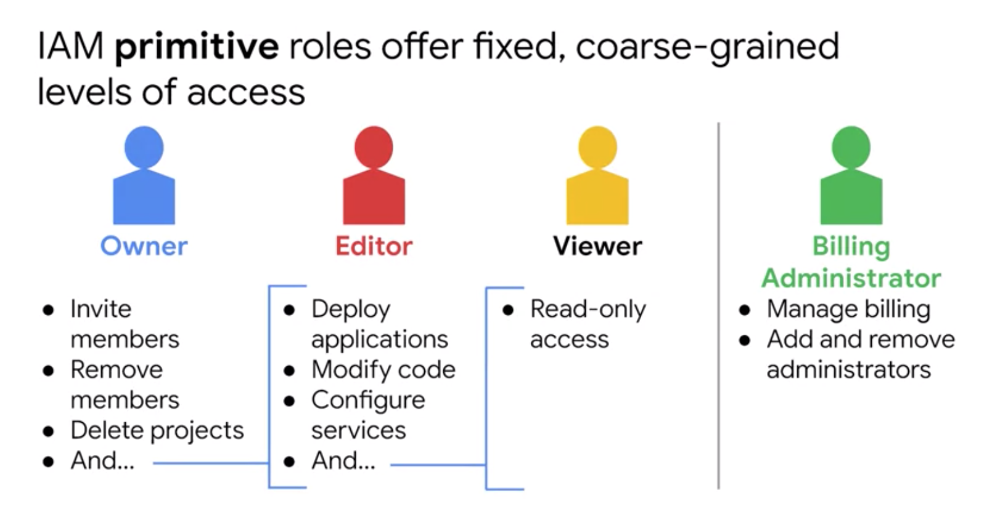 IAM primitive roles offer fixed, coarse-grained
levels of access
Owner
● Invite
members
● Remove
members
● Delete projects
● And...
Editor
● Deploy
applications
● Modify code
● Configure
services
● And...
Viewer
● Read-only
access
Billing
Administrator
● Manage billing
● Add and remove
administrators